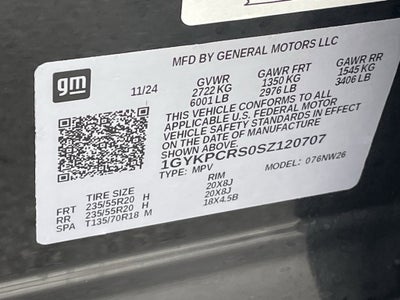 MFD BY GENERAL MOTORS LLC
gm
11/24 GVWR GAWR FRT GAWR RR
2722 KG 1350 KG 1545 KG
6001 LB 2976 LB 3406 LB
THIS VEHICLE CONFORMS TO ALL
APPLICABLE U.S. FEDERAL MOTOR
VEHICLE SAFETY STANDARDS IN EFFECT
ON THE DATE OF MANUFACTURE
SHOWN ABOVE.
1GYKPCRS0SZ120707
TYPE: MPV MODEL: 076NW26
TIRE SIZE RIM
FRT 235/55R20 H 20X8J
RR 235/55R20 H 20X8J
SPA T135/70R18 M 18X4.5B